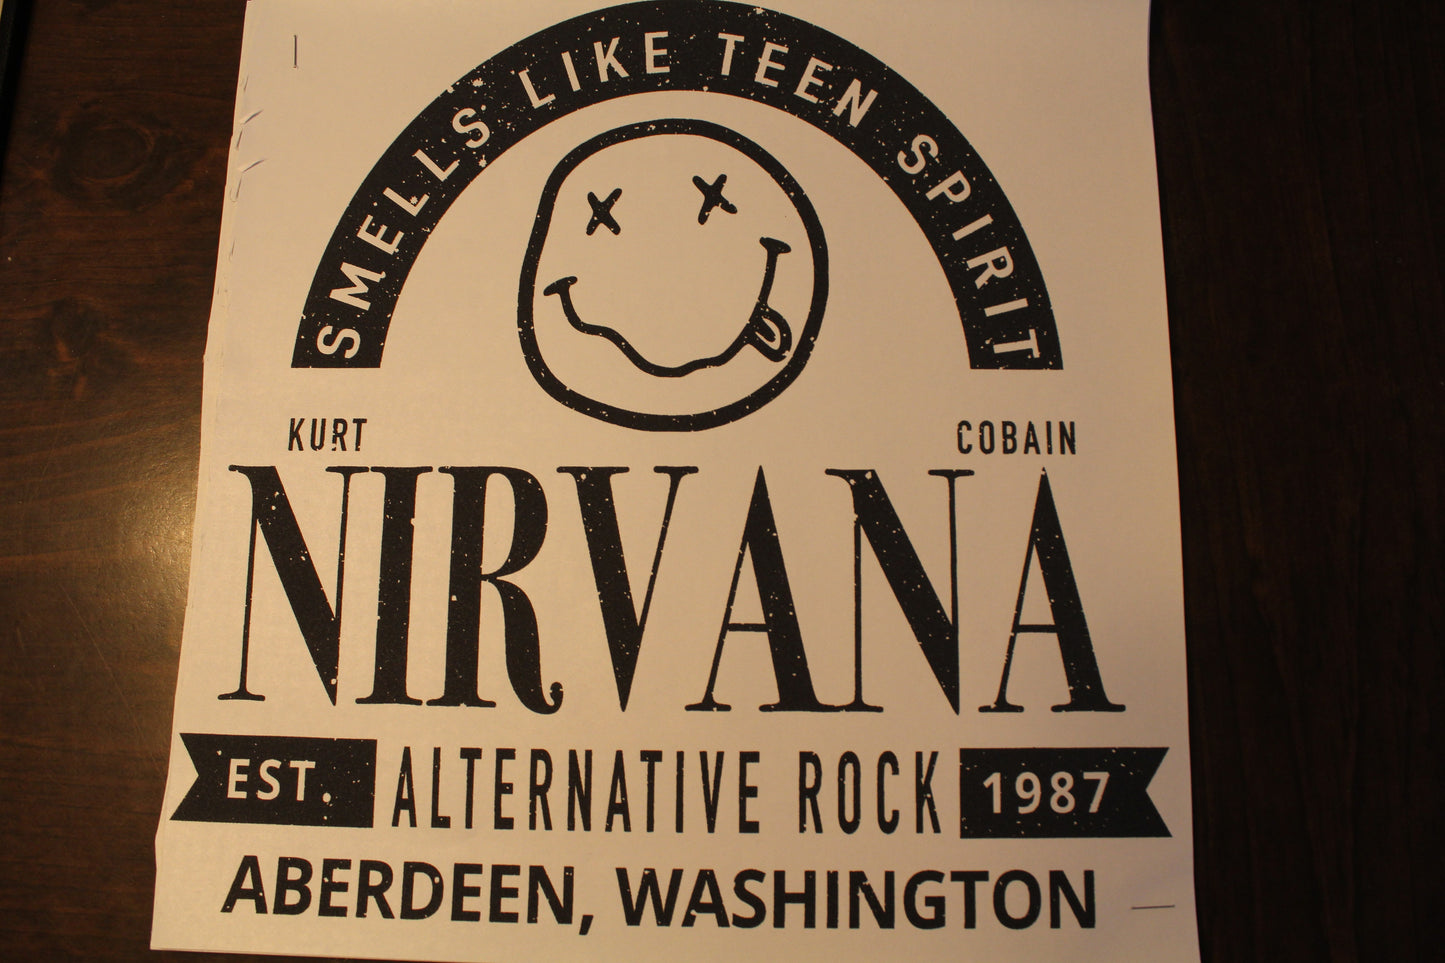 SMELLS LIKE TEEN SPIRIT
KURT COBAIN
NIRVANA
EST. ALTERNATIVE ROCK 1987
ABERDEEN, WASHINGTON